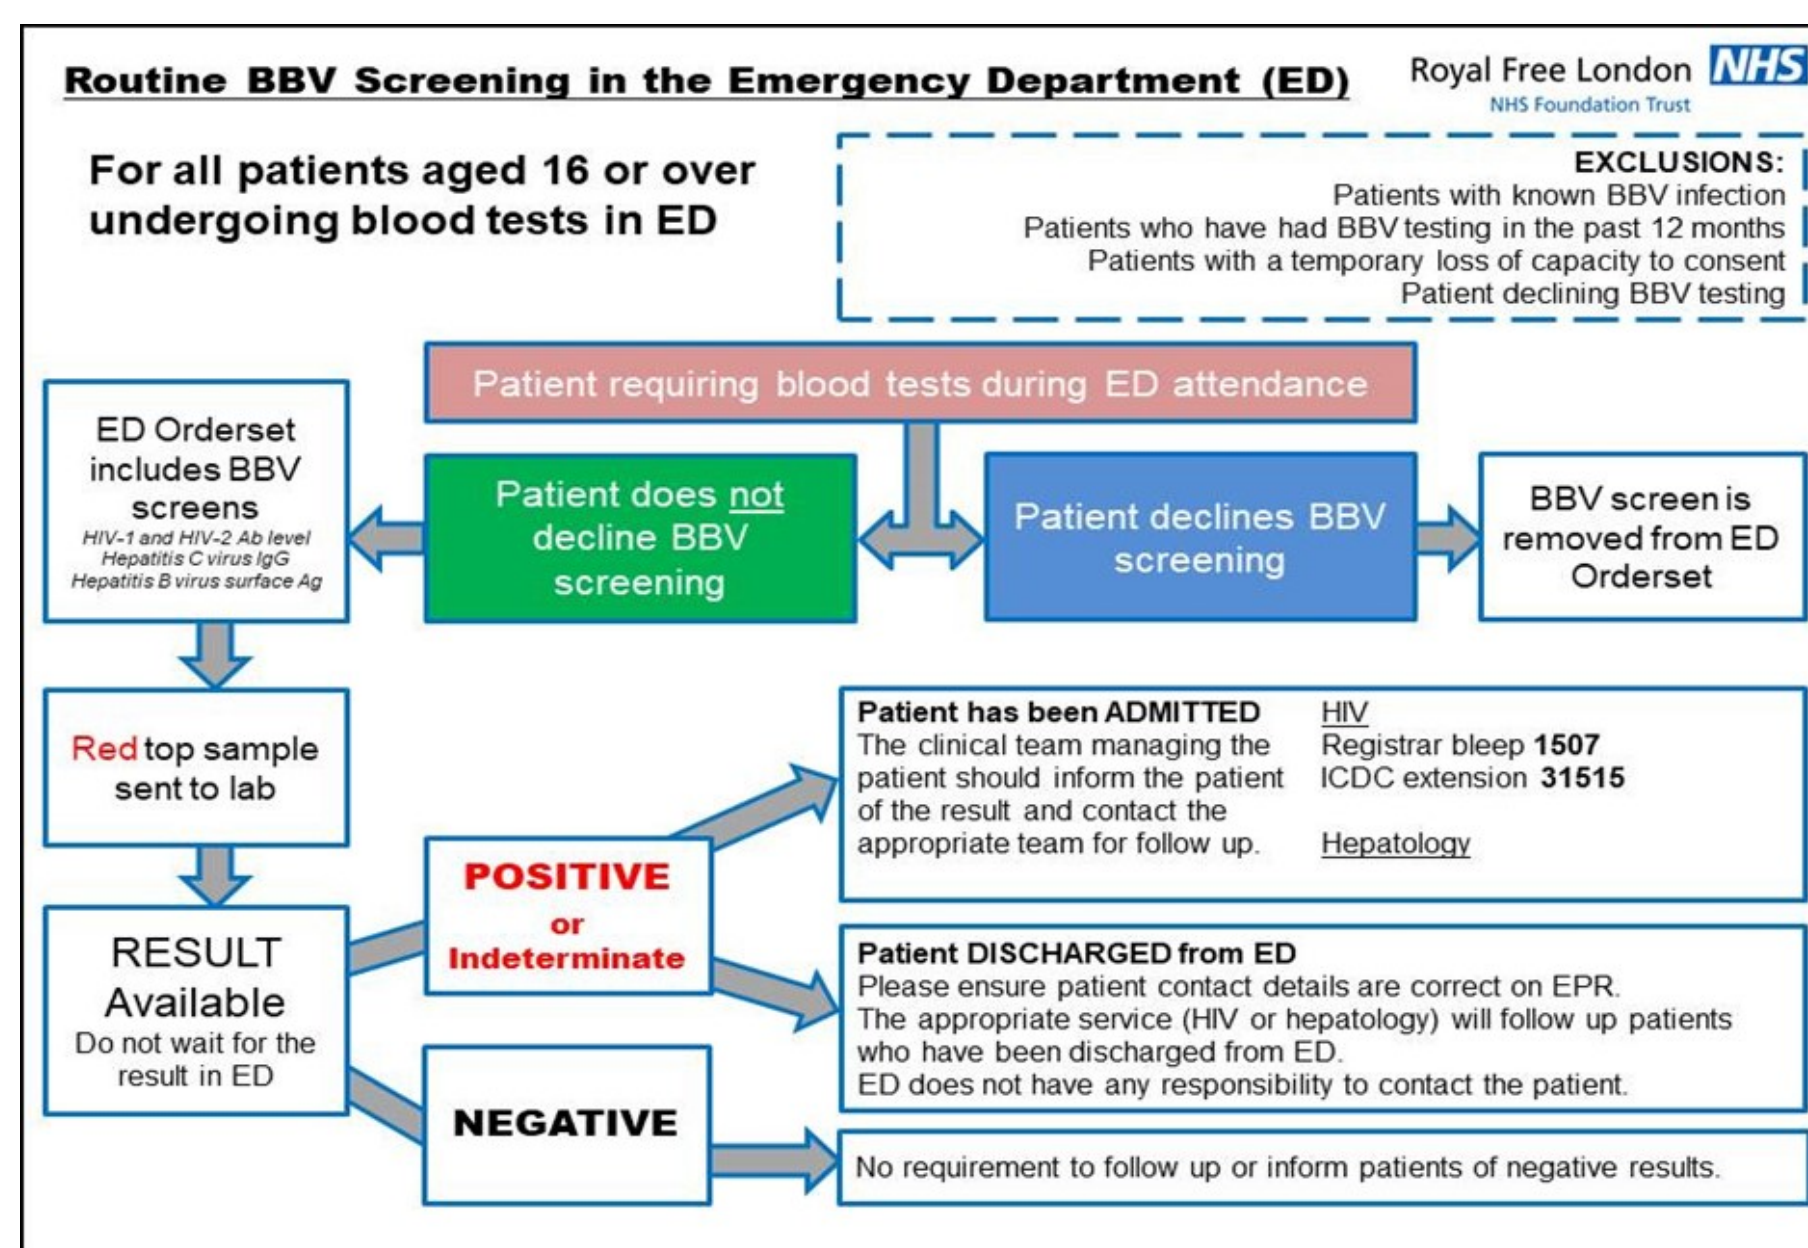 Routine BBV Screening in the Emergency Department (ED)
Royal Free London NHS
NHS Foundation Trust
For all patients aged 16 or over
undergoing blood tests in ED
EXCLUSIONS:
Patients with known BBV infection
Patients who have had BBV testing in the past 12 months
Patients with a temporary loss of capacity to consent
Patient declining BBV testing
Patient requiring blood tests during ED attendance
ED Orderset
includes BBV
screens
HIV-1 and HIV-2 Ab level
Hepatitis C virus IgG
Hepatitis B virus surface Ag
Patient does not
decline BBV
screening
Patient declines BBV
screening
BBV screen is
removed from ED
Orderset
Red top sample
sent to lab
RESULT
Available
Do not wait for the
result in ED
POSITIVE
or
Indeterminate
NEGATIVE
Patient has been ADMITTED
The clinical team managing the
patient should inform the patient
of the result and contact the
appropriate team for follow up.
HIV
Registrar bleep 1507
ICDC extension 31515
Hepatology
Patient DISCHARGED from ED
Please ensure patient contact details are correct on EPR.
The appropriate service (HIV or hepatology) will follow up patients
who have been discharged from ED.
ED does not have any responsibility to contact the patient.
No requirement to follow up or inform patients of negative results.